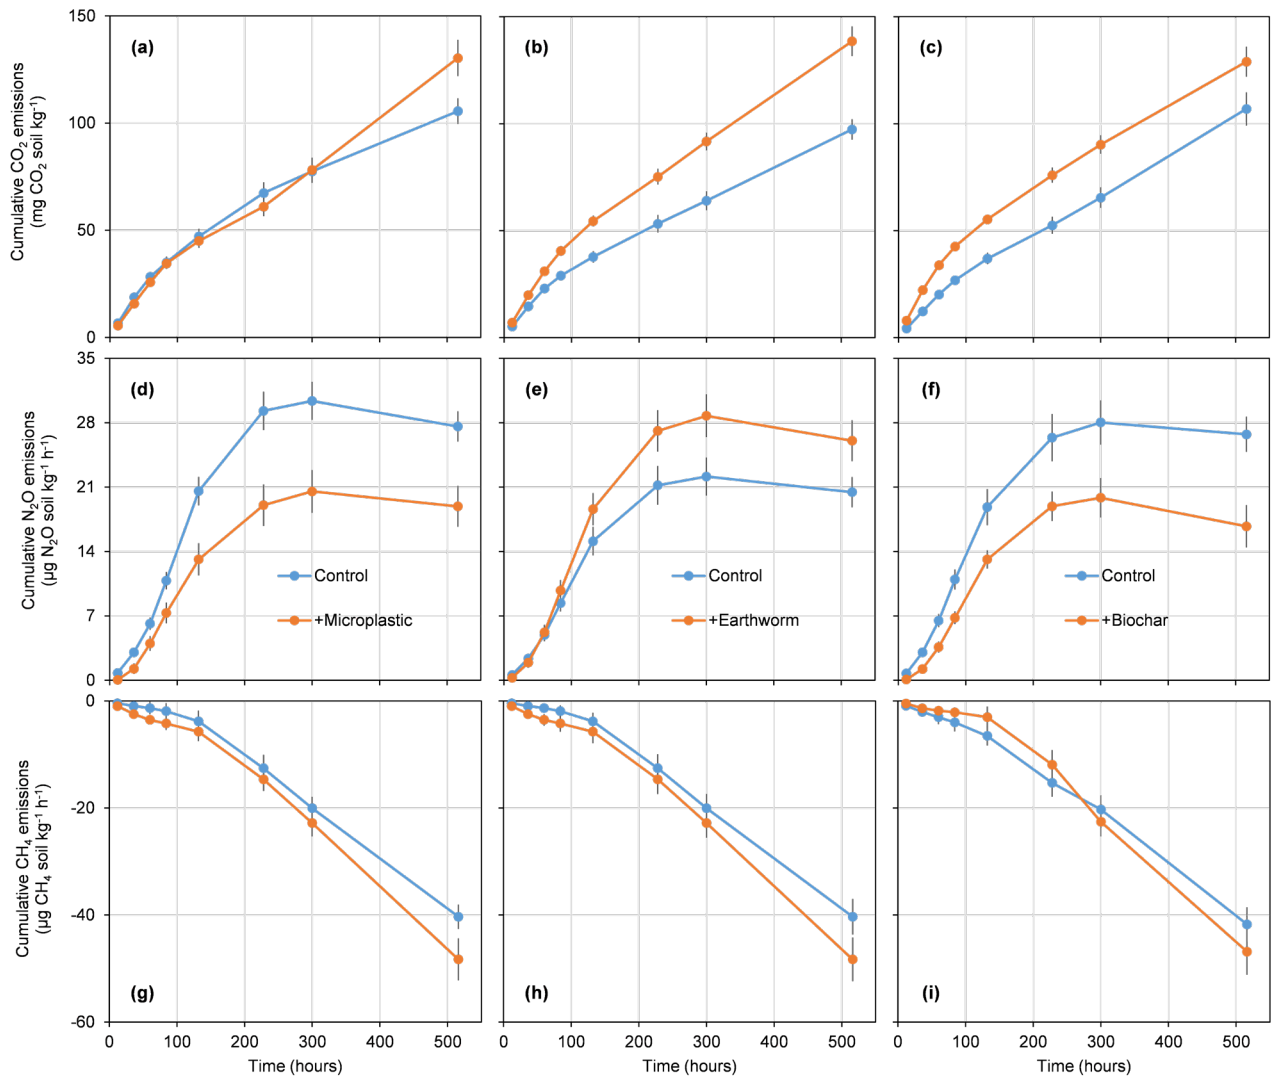 Cumulative CO2 emissions
(mg CO2 soil kg-1)
150
100
50
0
(a)
(b)
(c)
Cumulative N2O emissions
(µg N2O soil kg-1 h-1)
35
28
21
14
7
0
(d)
Control
+Microplastic
(e)
Control
+Earthworm
(f)
Control
+Biochar
Cumulative CH4 emissions
(µg CH4 soil kg-1 h-1)
0
-20
-40
-60
(g)
(h)
(i)
0 100 200 300 400 500
0 100 200 300 400 500
0 100 200 300 400 500
Time (hours)
Time (hours)
Time (hours)